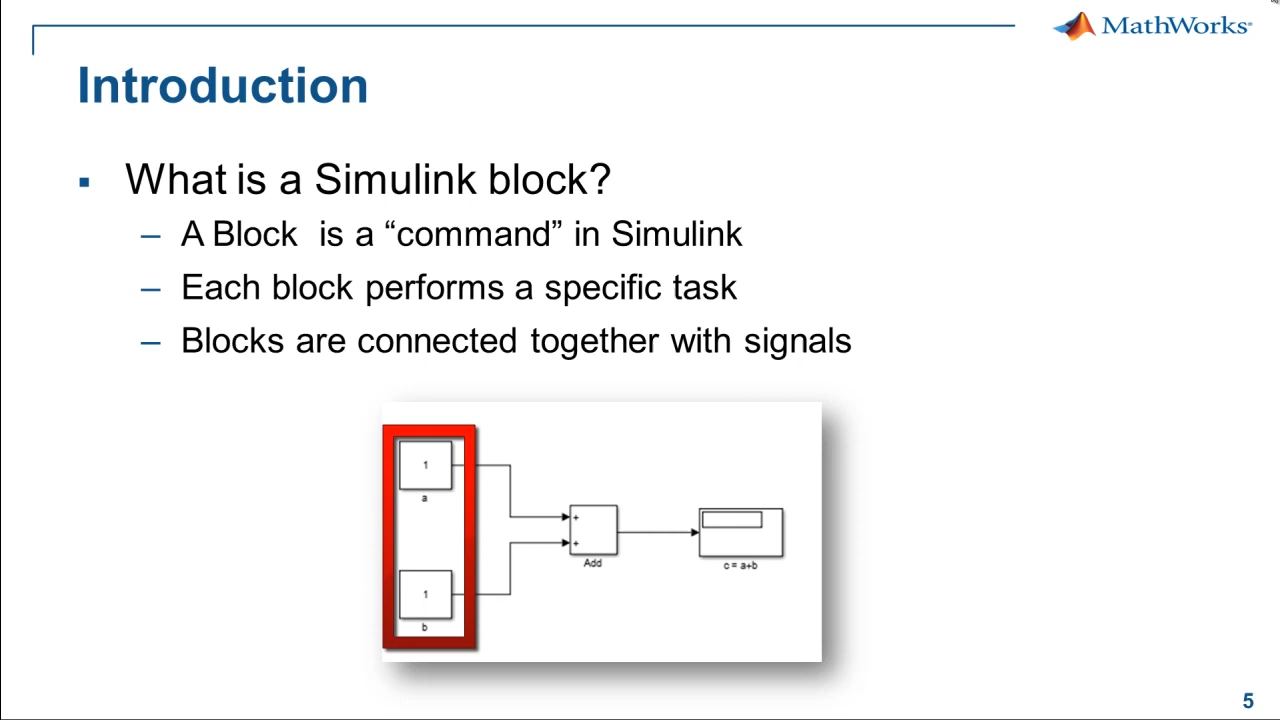 MathWorks®
Introduction
▪ What is a Simulink block?
– A Block is a “command” in Simulink
– Each block performs a specific task
– Blocks are connected together with signals
1
a
+
+
Add
c = a+b
1
b
5